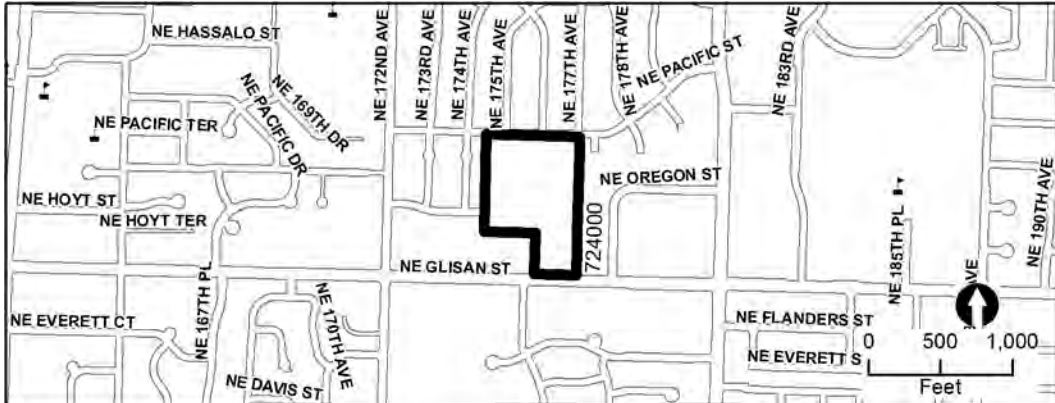 NE HASSALO ST
NE 172ND AVE
NE 173RD AVE
NE 174TH AVE
NE 175TH AVE
NE 177TH AVE
NE 178TH AVE
NE PACIFIC ST
NE 183RD AVE
NE PACIFIC TER
NE PACIFIC DR
NE 169TH DR
NE HOYT ST
NE HOYT TER
NE OREGON ST
724000
NE 185TH PL
NE 190TH AVE
NE GLISAN ST
NE 167TH PL
AVE
NE EVERETT CT
NE 170TH AVE
NE FLANDERS ST
NE EVERETT S
NE DAVIS ST
0 500 1,000
Feet